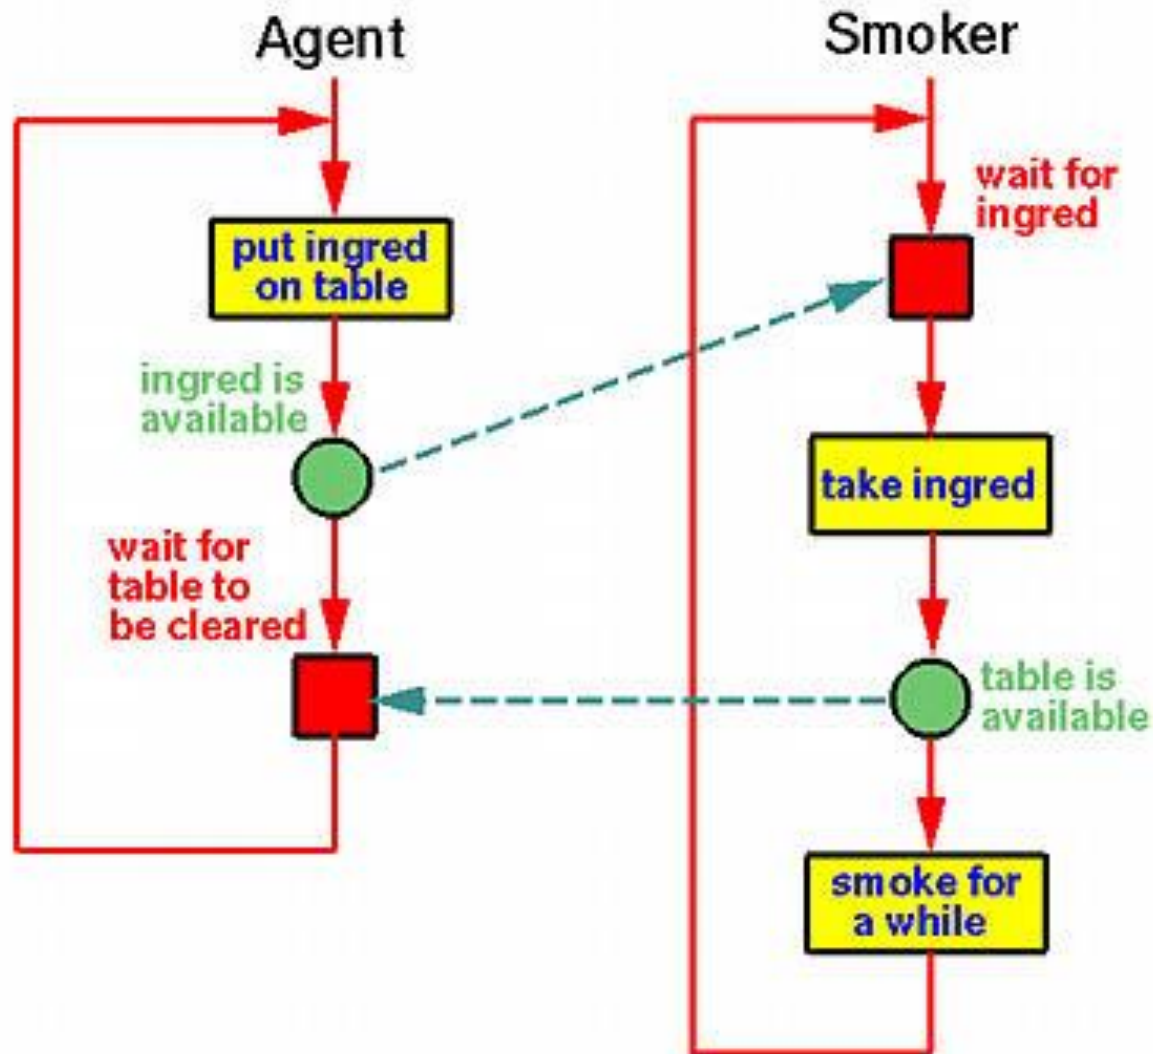 Agent
put ingred
on table
ingred is
available
wait for
table to
be cleared
Smoker
wait for
ingred
take ingred
table is
available
smoke for
a while